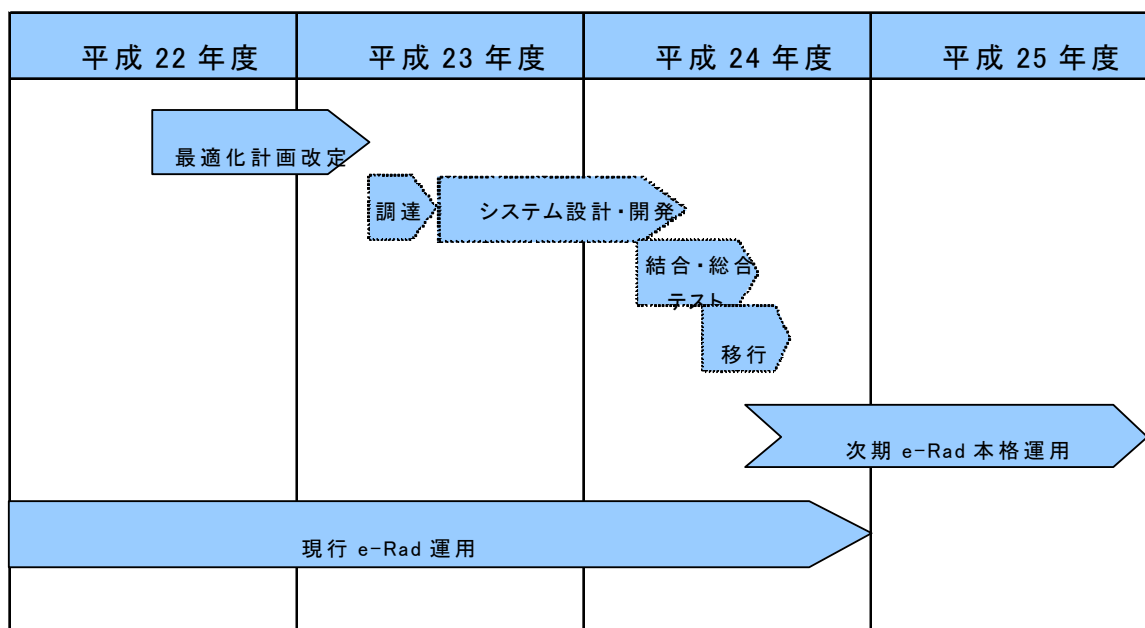 平成 22 年度
平成 23 年度
平成 24 年度
平成 25 年度
最適化計画改定
調達
システム設計・開発
結合・総合
テスト
移行
次期 e-Rad 本格運用
現行 e-Rad 運用